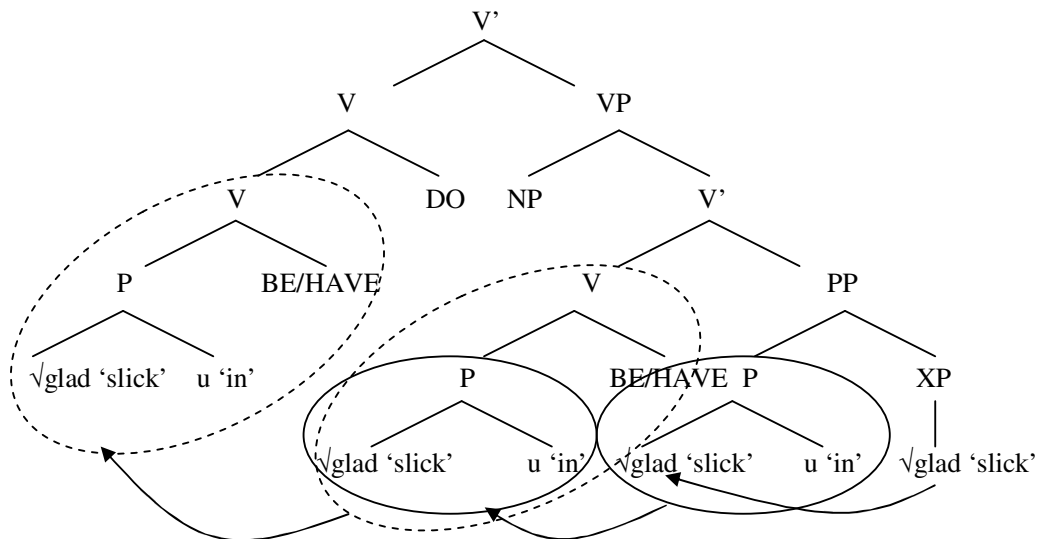 V’
V VP
V DO NP V’
P BE/HAVE V PP
√glad ‘slick’ u ‘in’ P BE/HAVE P XP
√glad ‘slick’ u ‘in’ √glad ‘slick’ u ‘in’ √glad ‘slick’